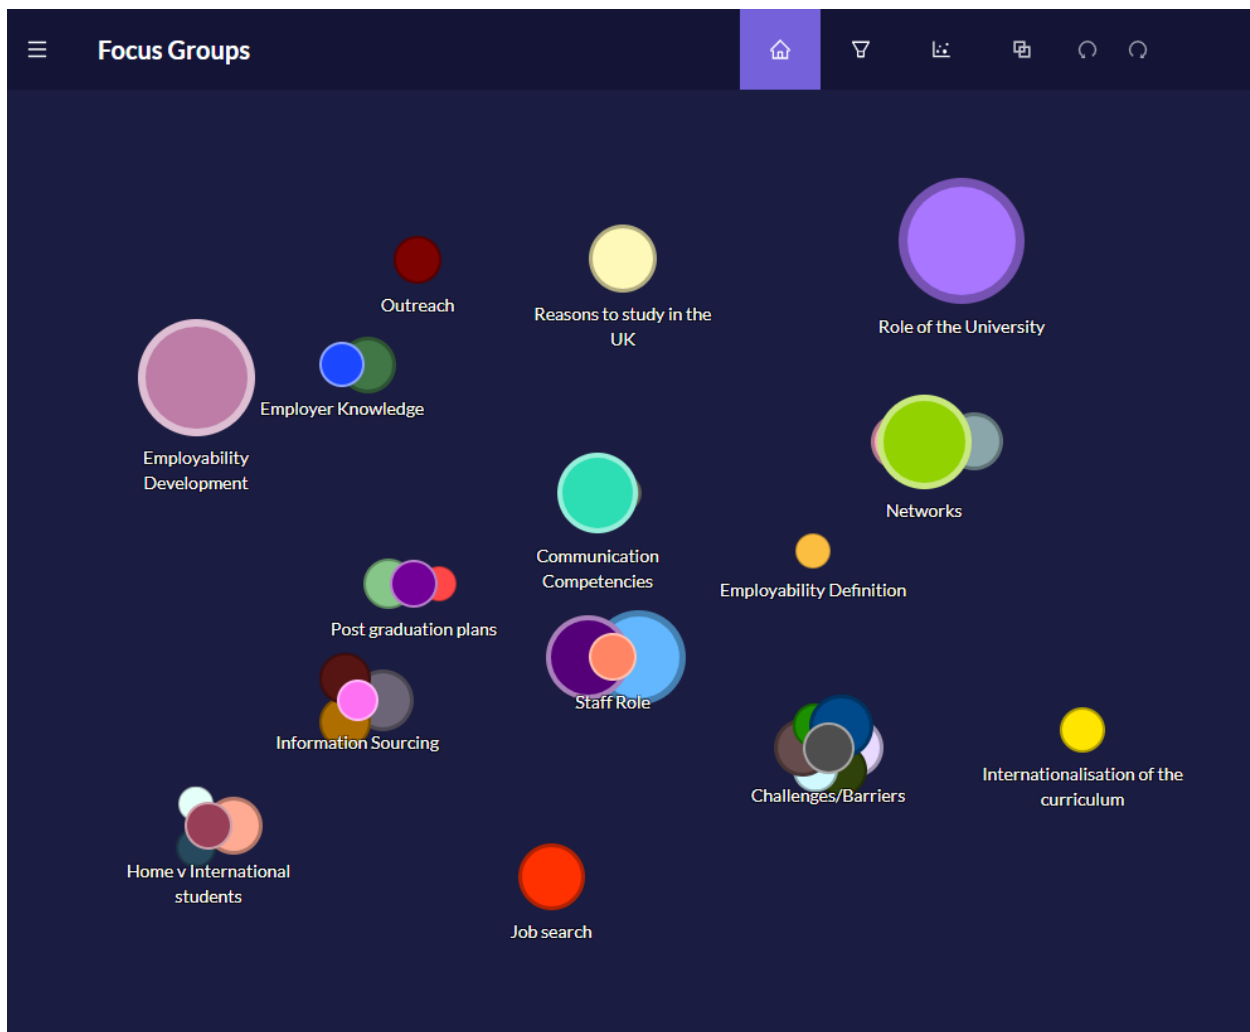 Focus Groups
Outreach
Reasons to study in the
UK
Role of the University
Employer Knowledge
Employability
Development
Networks
Communication
Competencies
Employability Definition
Post graduation plans
Staff Role
Information Sourcing
Challenges/Barriers
Internationalisation of the
curriculum
Home v International
students
Job search